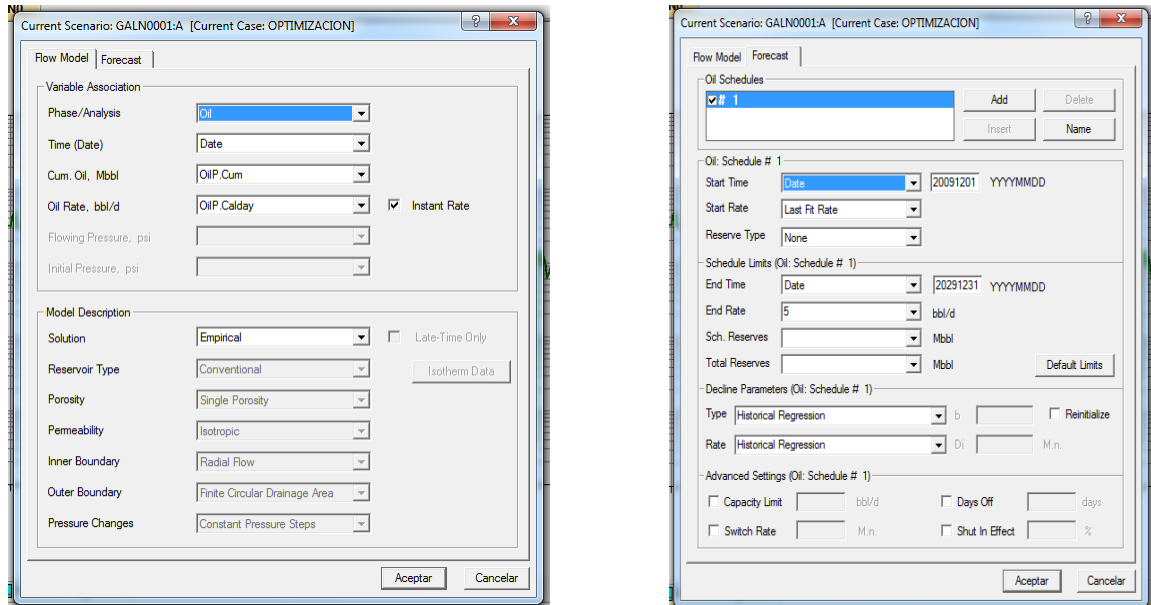 Current Scenario: GALN0001:A [Current Case: OPTIMIZACION]
Flow Model Forecast
Variable Association
Phase/Analysis Oil
Time (Date) Date
Cum. Oil, Mbbl OilP.Cum
Oil Rate, bbl/d OilP.Calday Instant Rate
Flowing Pressure, psi
Initial Pressure, psi
Model Description
Solution Empirical Late-Time Only
Reservoir Type Conventional Isotherm Data
Porosity Single Porosity
Permeability Isotropic
Inner Boundary Radial Flow
Outer Boundary Finite Circular Drainage Area
Pressure Changes Constant Pressure Steps
Aceptar Cancelar
Current Scenario: GALN0001:A [Current Case: OPTIMIZACION]
Flow Model Forecast
Oil Schedules
# 1 Add Delete
Insert Name
Oil: Schedule # 1
Start Time Date 20091201 YYYYMMDD
Start Rate Last Fit Rate
Reserve Type None
Schedule Limits (Oil: Schedule # 1)
End Time Date 20291231 YYYYMMDD
End Rate 5 bbl/d
Sch. Reserves Mbbl
Total Reserves Mbbl Default Limits
Decline Parameters (Oil: Schedule # 1)
Type Historical Regression b Reinitialize
Rate Historical Regression Di M.n.
Advanced Settings (Oil: Schedule # 1)
Capacity Limit bbl/d Days Off days
Switch Rate M.n. Shut In Effect %
Aceptar Cancelar